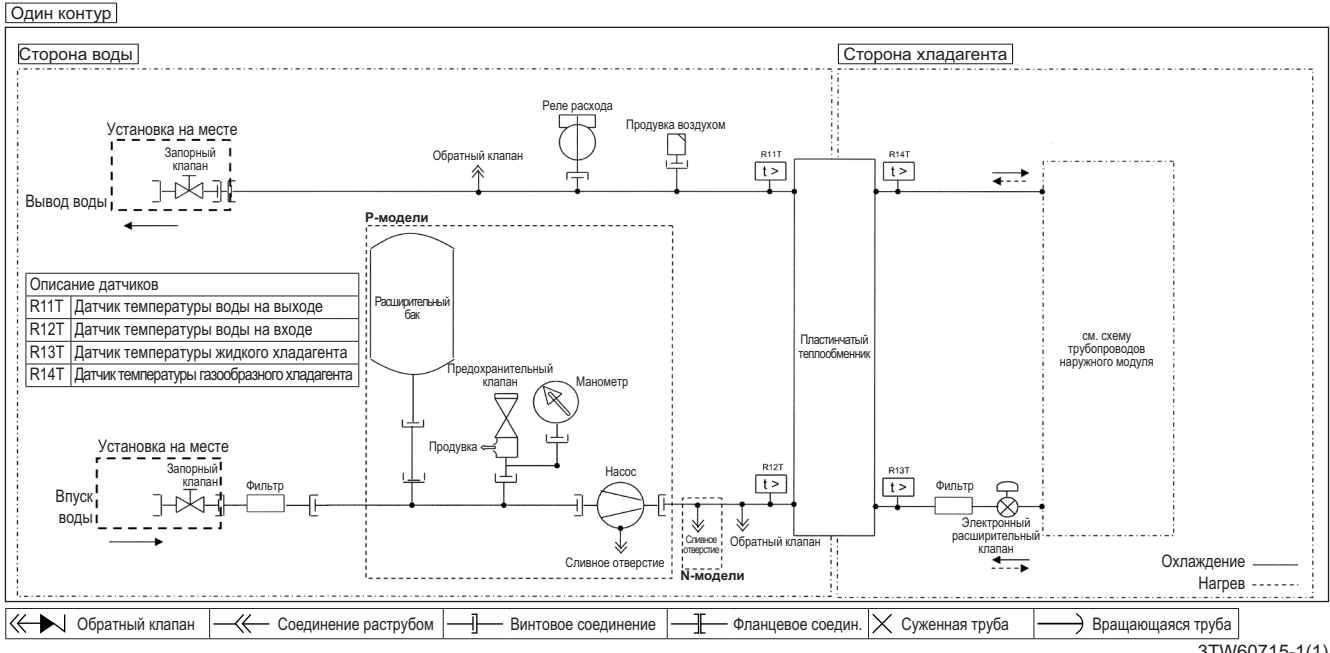 Один контур
Сторона воды
Сторона хладагента
Установка на месте
Запорный
клапан
Вывод воды
Обратный клапан
Реле расхода
Продувка воздухом
R11T
t >
R14T
t >
P-модели
Расширительный
бак
Описание датчиков
R11T Датчик температуры воды на выходе
R12T Датчик температуры воды на входе
R13T Датчик температуры жидкого хладагента
R14T Датчик температуры газообразного хладагента
Предохранительный
клапан
Манометр
Продувка
Пластинчатый
теплообменник
см. схему
трубопроводов
наружного модуля
Установка на месте
Запорный
клапан
Впуск
воды
Фильтр
Насос
Сливное отверстие
Сливное
отверстие
N-модели
Обратный клапан
R12T
t >
R13T
t >
Фильтр
Электронный
расширительный
клапан
Охлаждение
Нагрев
Обратный клапан
Соединение раструбом
Винтовое соединение
Фланцевое соедин.
Суженная труба
Вращающаяся труба
3TW60715-1(1)